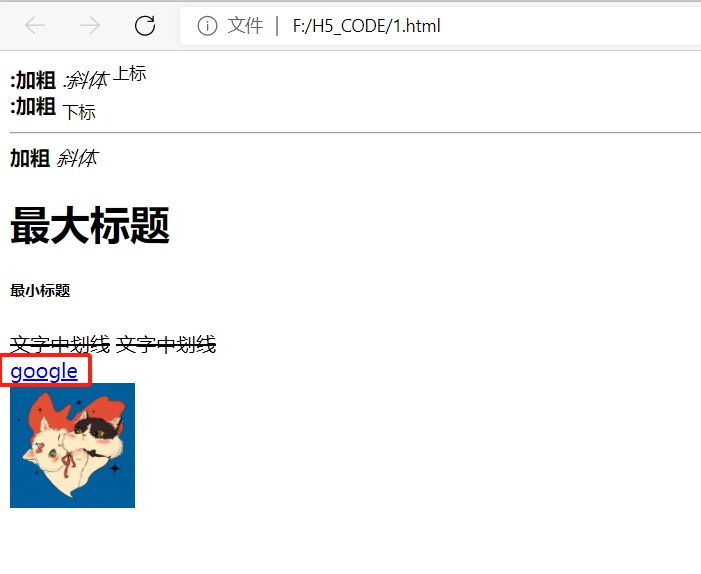 文件 | F:/H5_CODE/1.html
:加粗 :斜体 上标
:加粗 下标
加粗 斜体
最大标题
最小标题
文字中划线 文字中划线
google